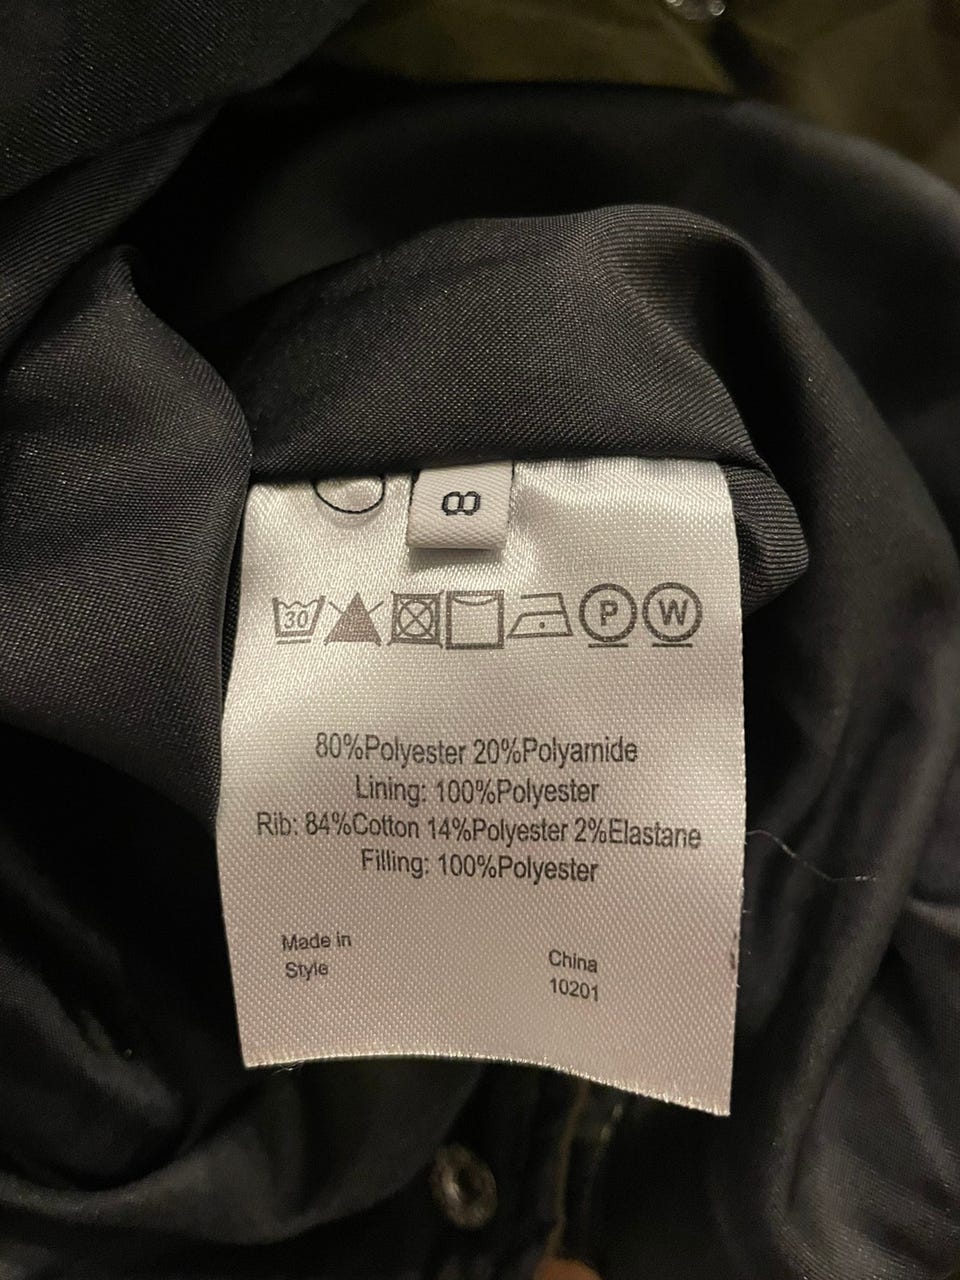 8
30 P W
80%Polyester 20%Polyamide
Lining: 100%Polyester
Rib: 84%Cotton 14%Polyester 2%Elastane
Filling: 100%Polyester
Made in China
Style 10201